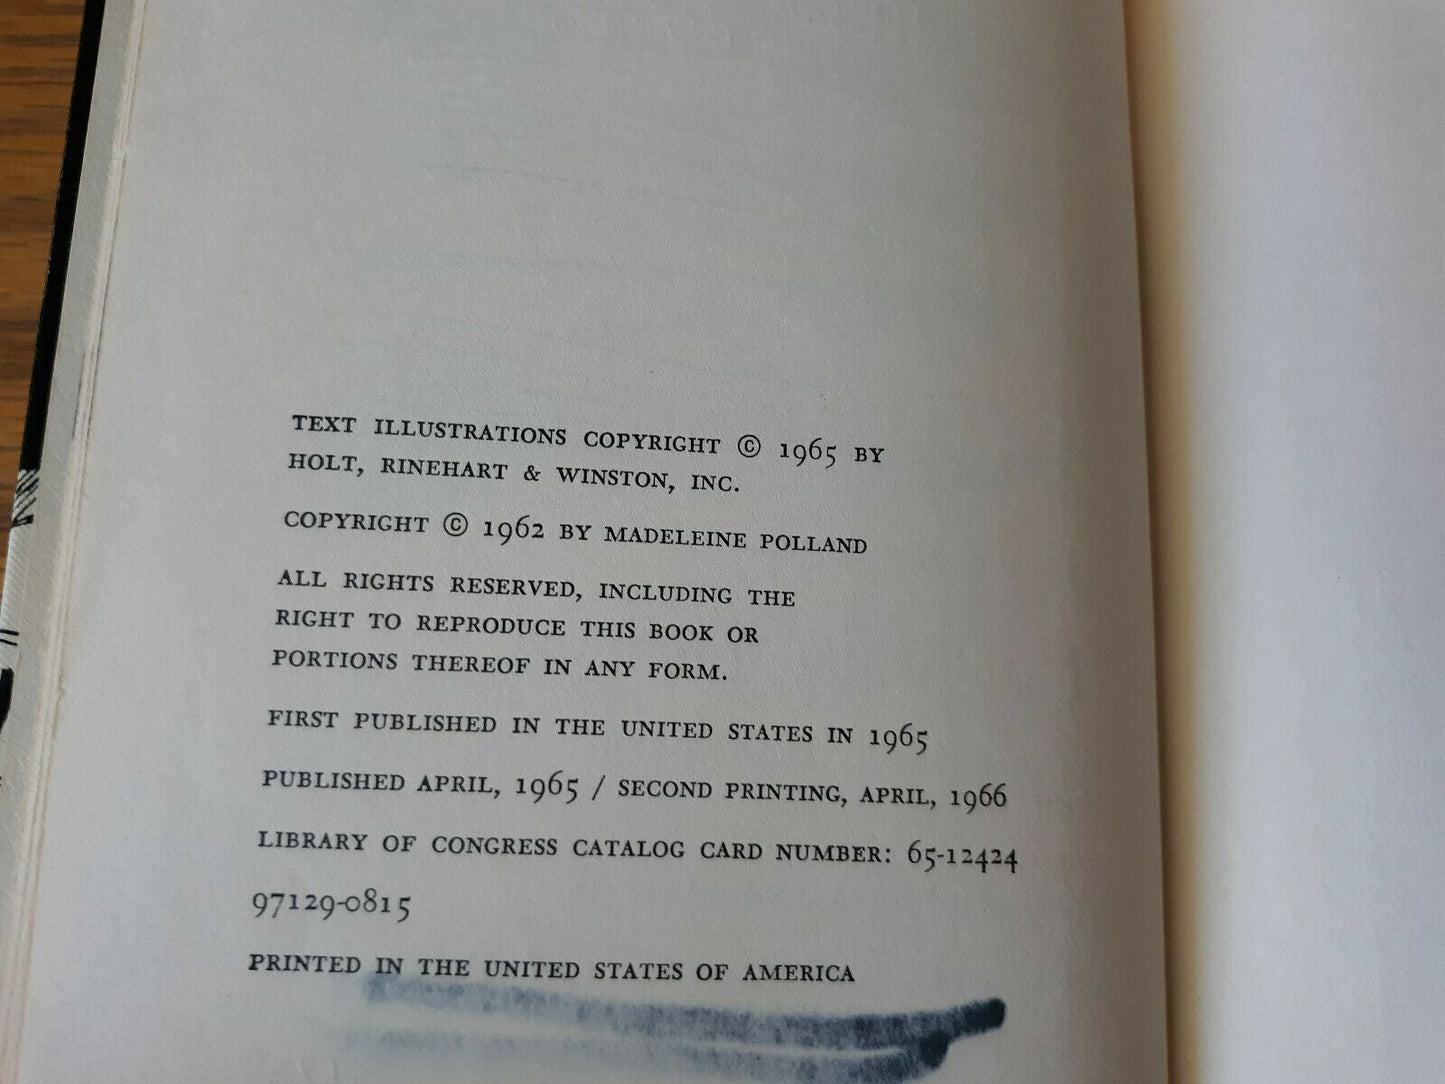 TEXT ILLUSTRATIONS COPYRIGHT © 1965 BY
HOLT, RINEHART & WINSTON, INC.
COPYRIGHT © 1962 BY MADELEINE POLLAND
ALL RIGHTS RESERVED, INCLUDING THE
RIGHT TO REPRODUCE THIS BOOK OR
PORTIONS THEREOF IN ANY FORM.
FIRST PUBLISHED IN THE UNITED STATES IN 1965
PUBLISHED APRIL, 1965 / SECOND PRINTING, APRIL, 1966
LIBRARY OF CONGRESS CATALOG CARD NUMBER: 65-12424
97129-0815
PRINTED IN THE UNITED STATES OF AMERICA